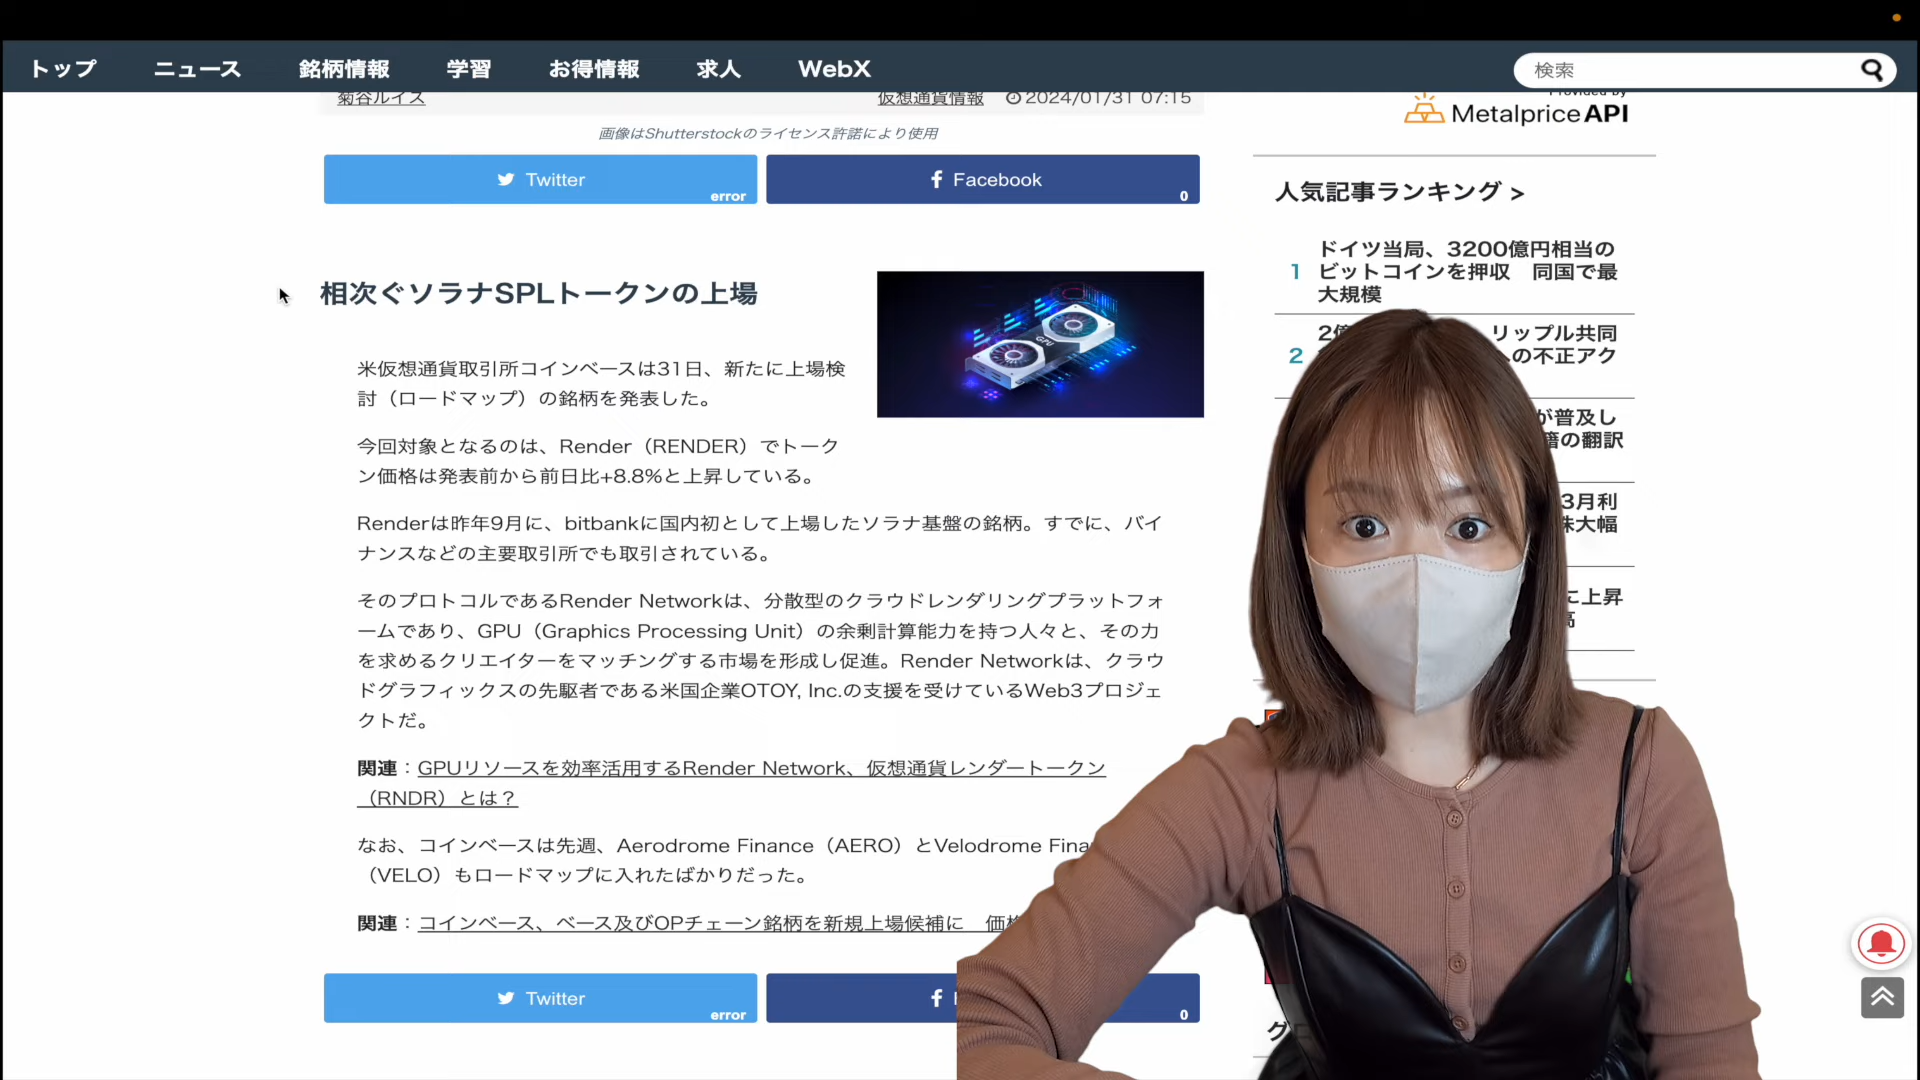 トップ
ニュース
銘柄情報
学習
お得情報
求人
WebX
検索
菊谷ルイス
仮想通貨情報
2024/01/31 07:15
画像はShutterstockのライセンス許諾により使用
Provided by
MetalpriceAPI
Twitter
error
Facebook
0
人気記事ランキング >
1
ドイツ当局、3200億円相当の
ビットコインを押収　同国で最
大規模
2
リップル共同
の不正アク
が普及し
の翻訳
3月利
株大幅
に上昇
相次ぐソラナSPLトークンの上場
GPU
米仮想通貨取引所コインベースは31日、新たに上場検
討（ロードマップ）の銘柄を発表した。
今回対象となるのは、Render（RENDER）でトーク
ン価格は発表前から前日比+8.8%と上昇している。
Renderは昨年9月に、bitbankに国内初として上場したソラナ基盤の銘柄。すでに、バイ
ナンスなどの主要取引所でも取引されている。
そのプロトコルであるRender Networkは、分散型のクラウドレンダリングプラットフォ
ームであり、GPU（Graphics Processing Unit）の余剰計算能力を持つ人々と、その力
を求めるクリエイターをマッチングする市場を形成し促進。Render Networkは、クラウ
ドグラフィックスの先駆者である米国企業OTOY, Inc.の支援を受けているWeb3プロジェ
クトだ。
関連：GPUリソースを効率活用するRender Network、仮想通貨レンダートークン
（RNDR）とは？
なお、コインベースは先週、Aerodrome Finance（AERO）とVelodrome Fina
（VELO）もロードマップに入れたばかりだった。
関連：コインベース、ベース及びOPチェーン銘柄を新規上場候補に　価
Twitter
error
0
グ